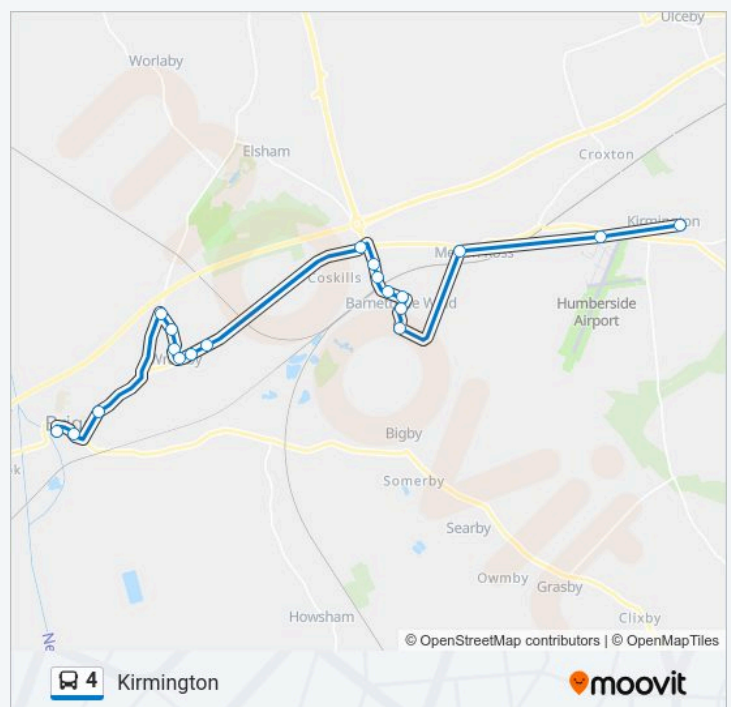 Ulceby
Worlaby
Elsham
Croxton
Kirmington
Coskills
Humberside
Airport
Bigby
Somerby
Searby
Owmby
Grasby
Howsham
Clixby
© OpenStreetMap contributors | © OpenMapTiles
4 Kirmington
moovit